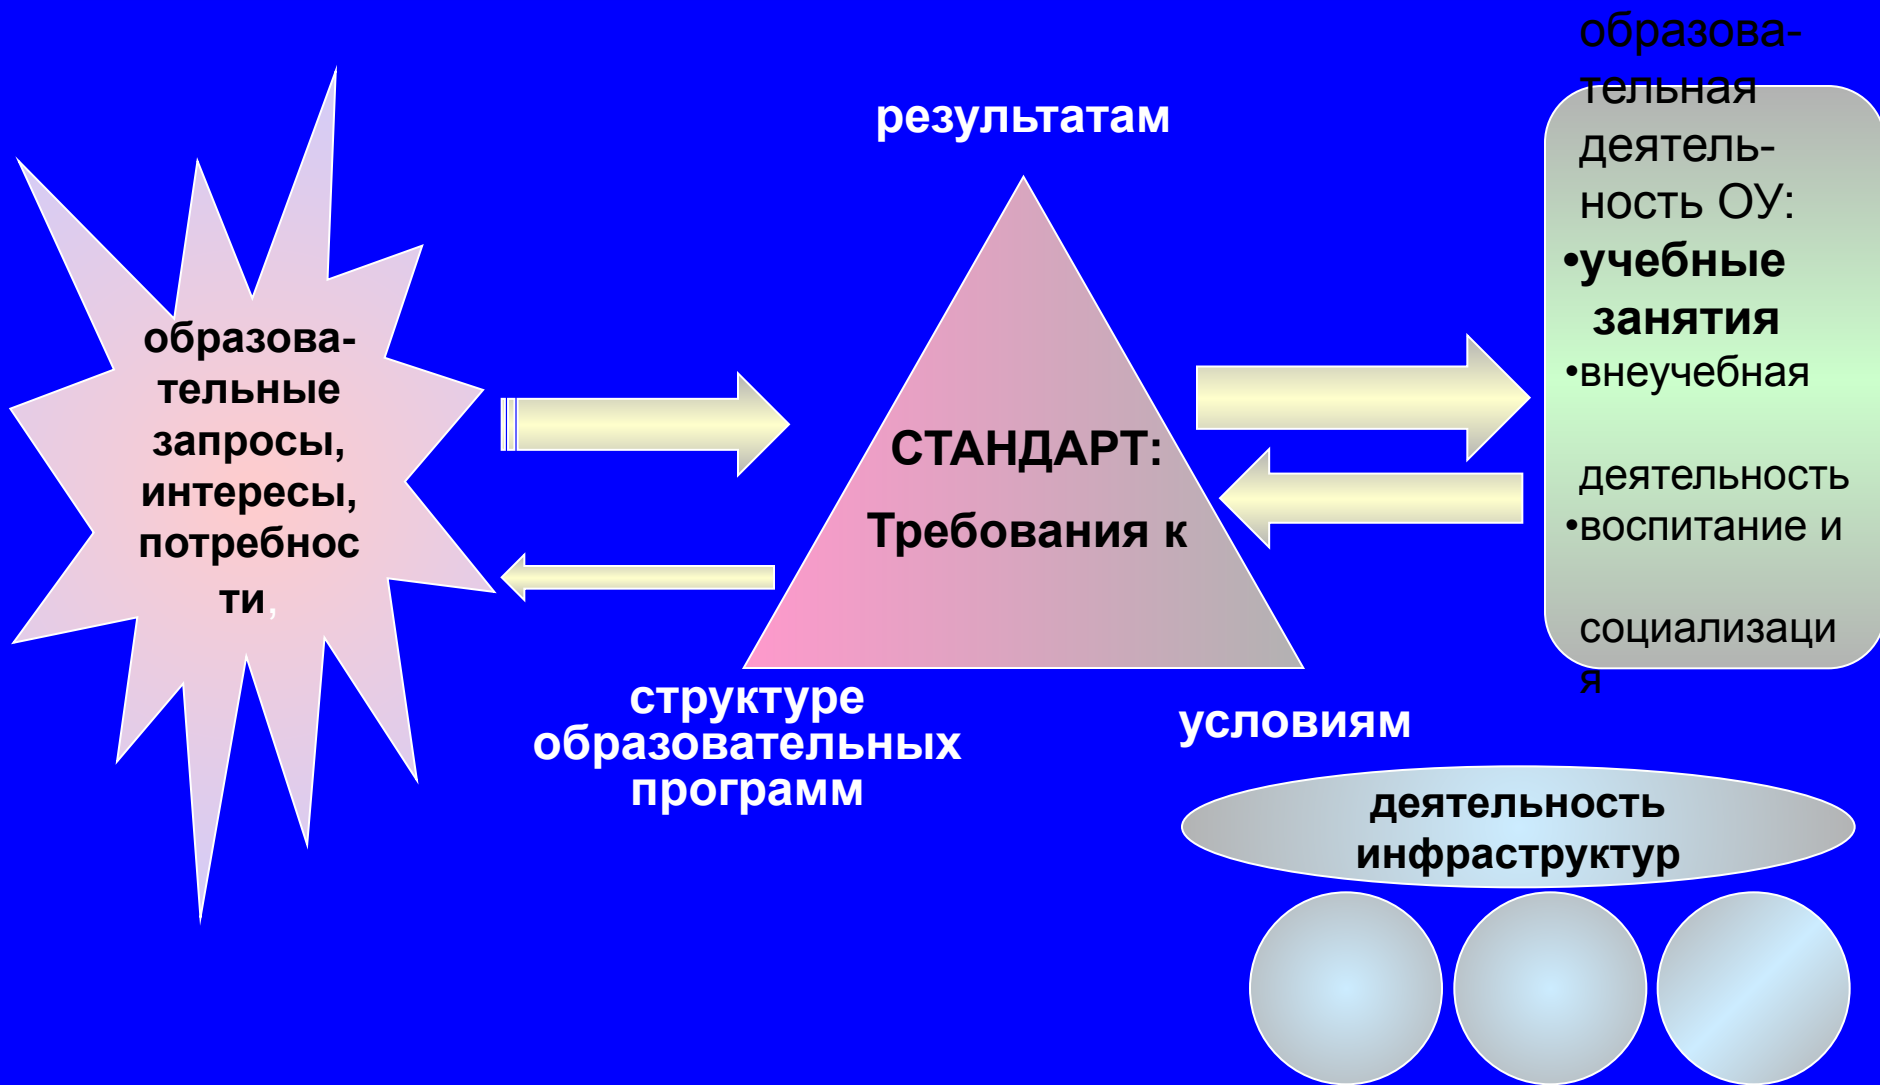 результатам
образова-
тельные
запросы,
интересы,
потребнос
ти,
СТАНДАРТ:
Требования к
структуре
образовательных
программ
условиям
образова-
тельная
деятель-
ность ОУ:
•учебные
занятия
•внеучебная
деятельность
•воспитание и
социализаци
я
деятельность
инфраструктур